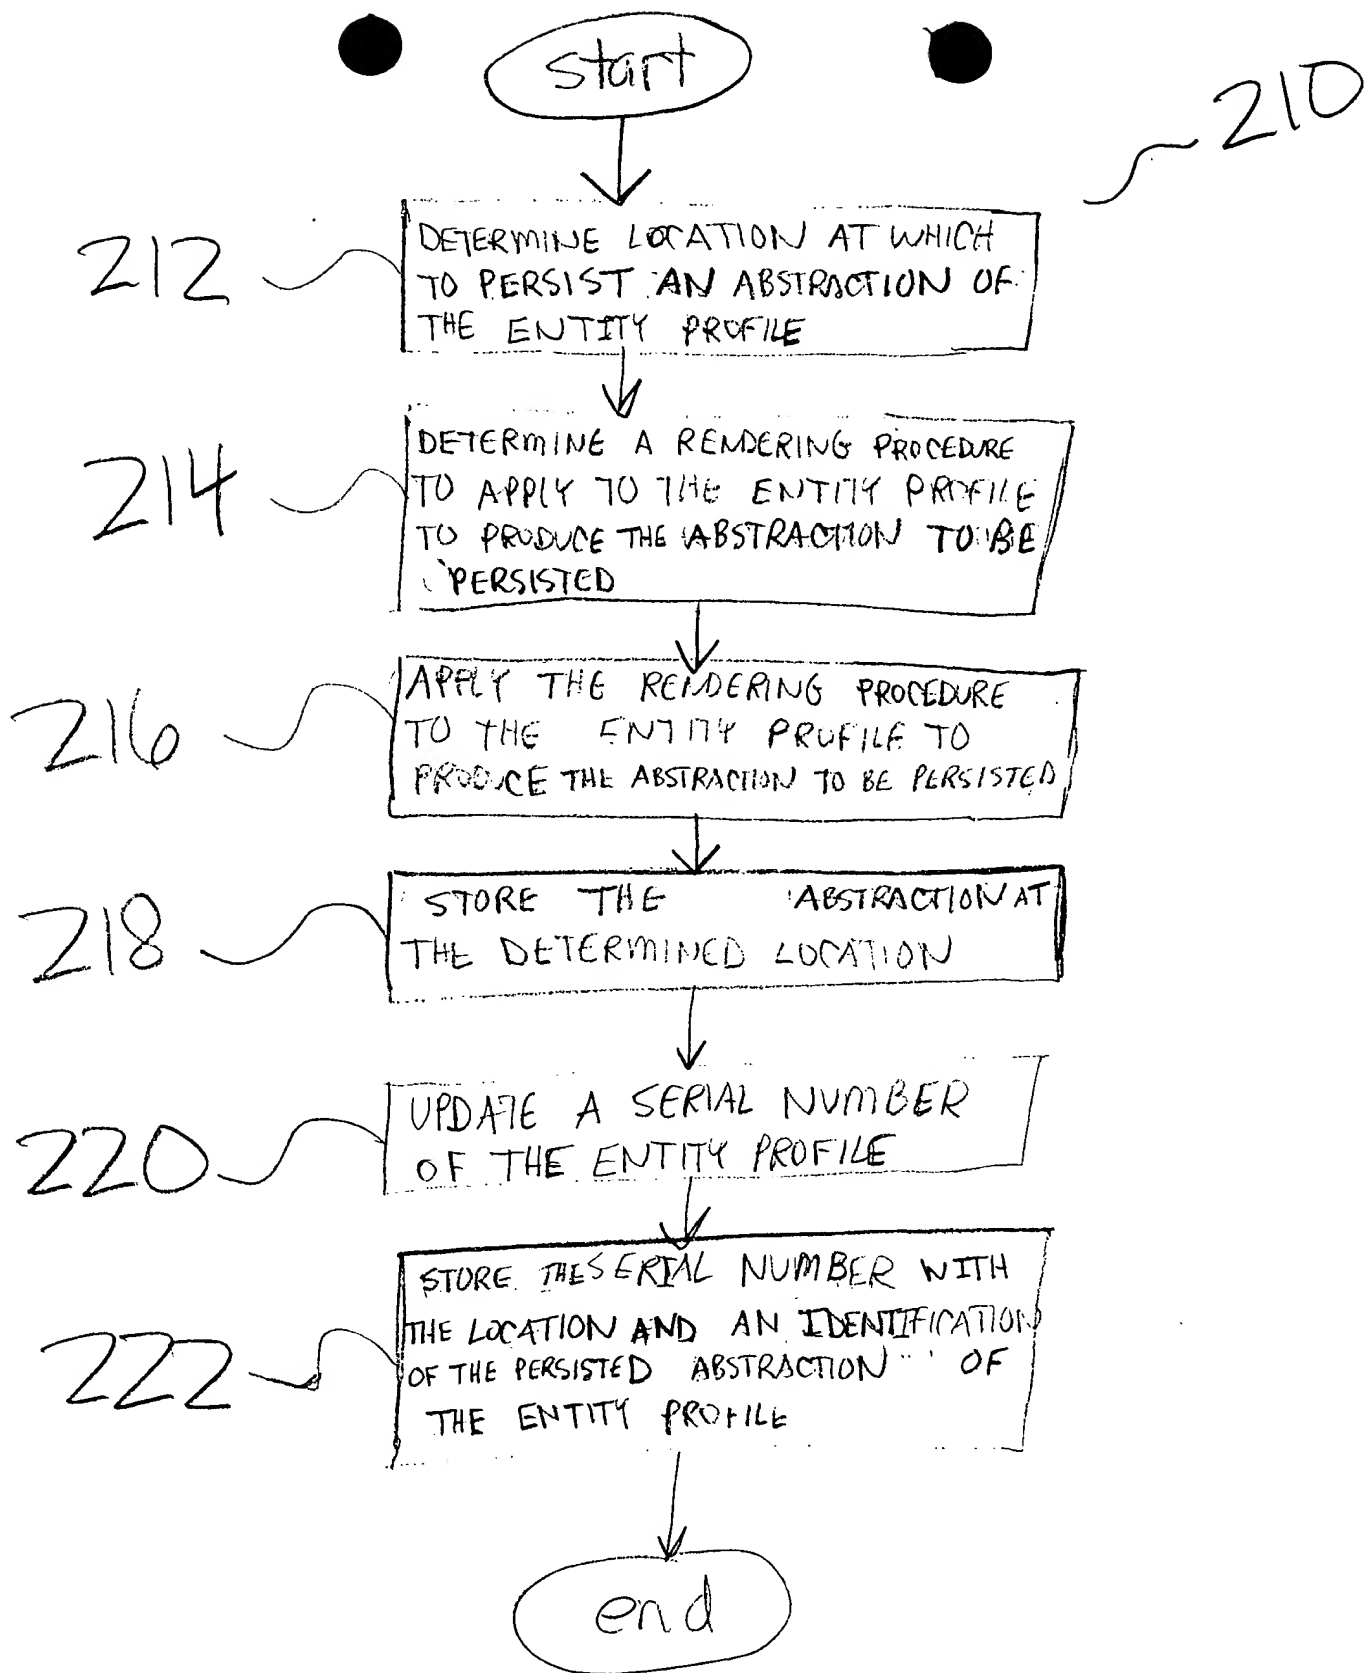 start
210
212
DETERMINE LOCATION AT WHICH
TO PERSIST AN ABSTRACTION OF
THE ENTITY PROFILE
214
DETERMINE A RENDERING PROCEDURE
TO APPLY TO THE ENTITY PROFILE
TO PRODUCE THE ABSTRACTION TO BE
PERSISTED
216
APPLY THE RENDERING PROCEDURE
TO THE ENTITY PROFILE TO
PRODUCE THE ABSTRACTION TO BE PERSISTED
218
STORE THE ABSTRACTION AT
THE DETERMINED LOCATION
220
UPDATE A SERIAL NUMBER
OF THE ENTITY PROFILE
222
STORE THE SERIAL NUMBER WITH
THE LOCATION AND AN IDENTIFICATION
OF THE PERSISTED ABSTRACTION OF
THE ENTITY PROFILE
end